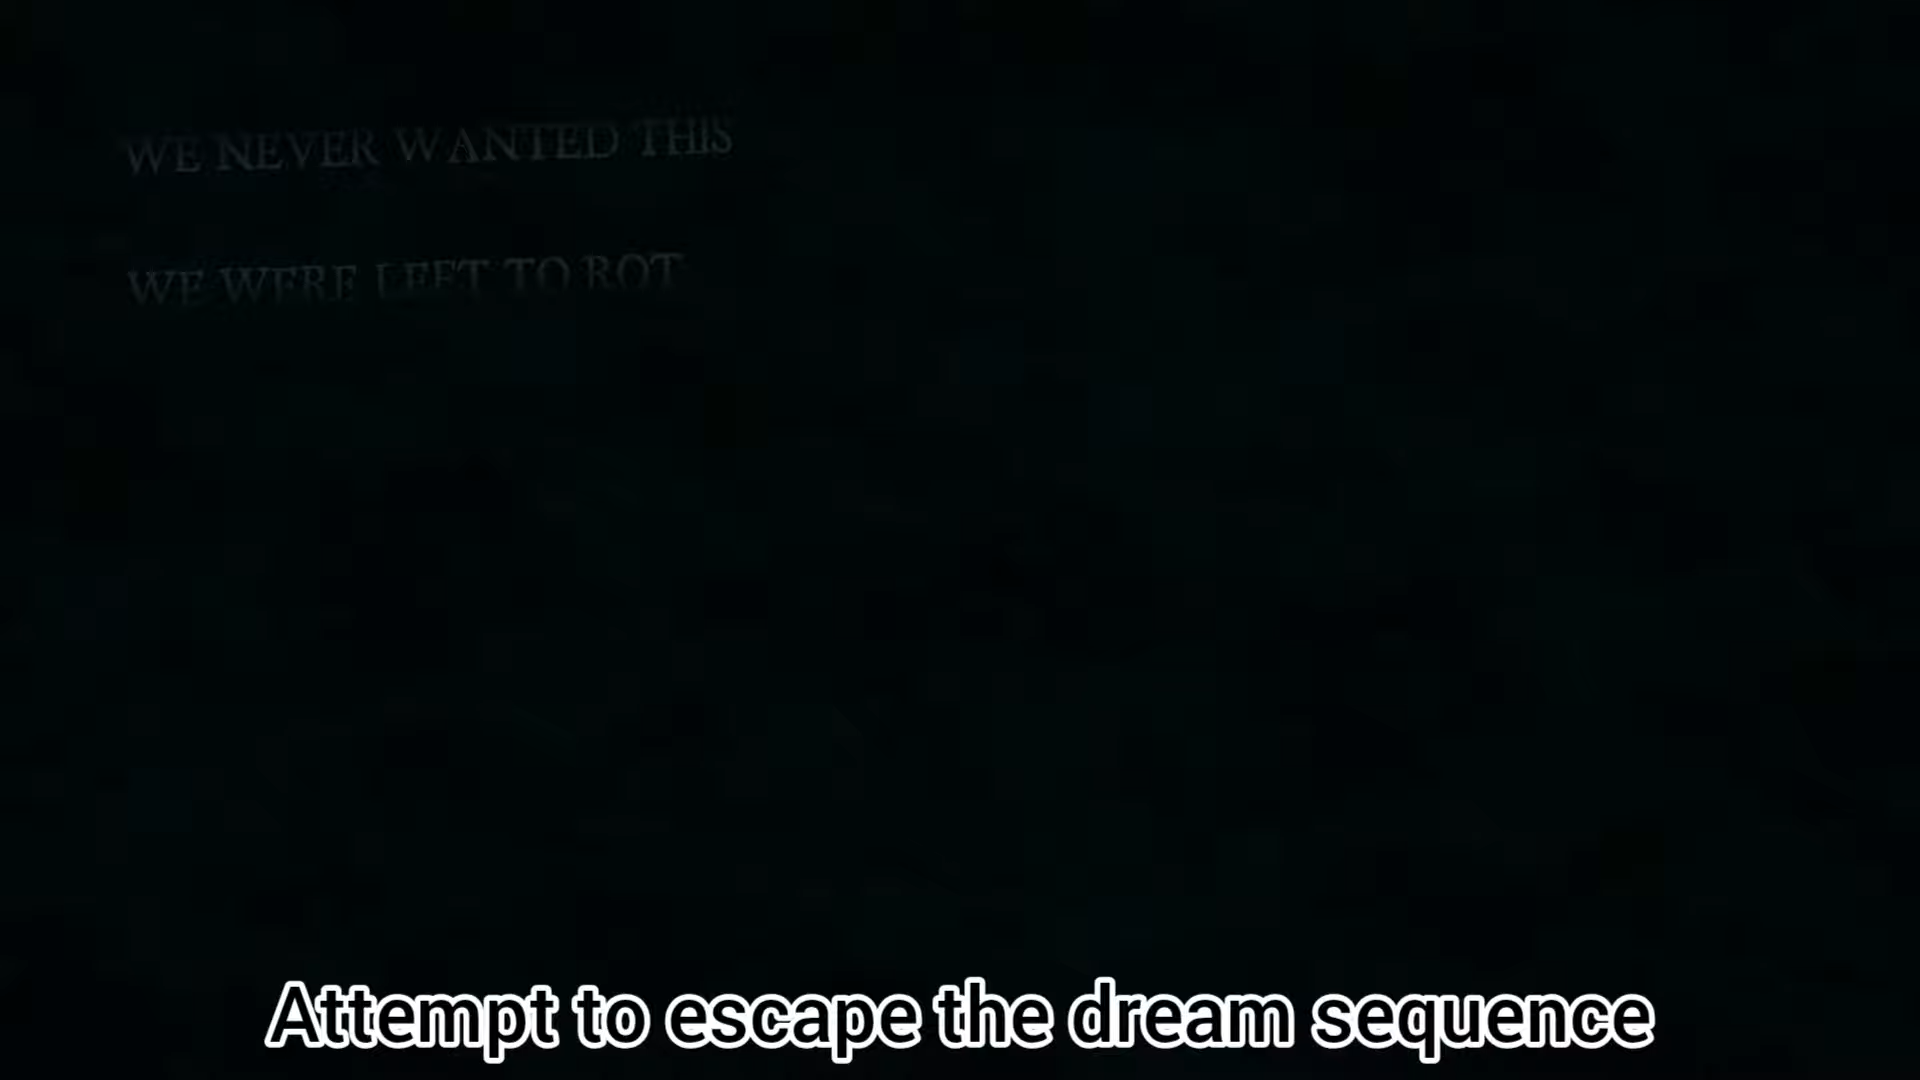 WE NEVER WANTED THIS
WE WERE LEFT TO ROT
Attempt to escape the dream sequence